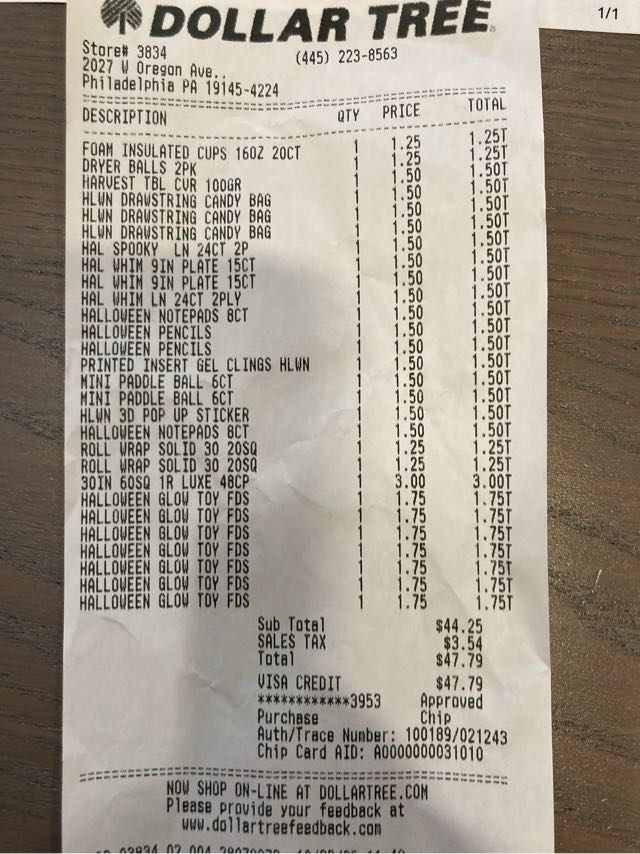 1/1
DOLLAR TREE
Store# 3834 (445) 223-8563
2027 W Oregon Ave.,
Philadelphia PA 19145-4224
DESCRIPTION QTY PRICE TOTAL
FOAM INSULATED CUPS 16OZ 20CT 1 1.25 1.25T
DRYER BALLS 2PK 1 1.25 1.25T
HARVEST TBL CVR 100GR 1 1.50 1.50T
HLWN DRAWSTRING CANDY BAG 1 1.50 1.50T
HLWN DRAWSTRING CANDY BAG 1 1.50 1.50T
HLWN DRAWSTRING CANDY BAG 1 1.50 1.50T
HAL SPOOKY LN 24CT 2P 1 1.50 1.50T
HAL WHIM 9IN PLATE 15CT 1 1.50 1.50T
HAL WHIM 9IN PLATE 15CT 1 1.50 1.50T
HAL WHIM LN 24CT 2PLY 1 1.50 1.50T
HALLOWEEN NOTEPADS 8CT 1 1.50 1.50T
HALLOWEEN PENCILS 1 1.50 1.50T
HALLOWEEN PENCILS 1 1.50 1.50T
PRINTED INSERT GEL CLINGS HLWN 1 1.50 1.50T
MINI PADDLE BALL 6CT 1 1.50 1.50T
MINI PADDLE BALL 6CT 1 1.50 1.50T
HLWN 3D POP UP STICKER 1 1.50 1.50T
HALLOWEEN NOTEPADS 8CT 1 1.50 1.50T
ROLL WRAP SOLID 30 20SQ 1 1.25 1.25T
ROLL WRAP SOLID 30 20SQ 1 1.25 1.25T
30IN 60SQ 1R LUXE 48CP 1 3.00 3.00T
HALLOWEEN GLOW TOY FDS 1 1.75 1.75T
HALLOWEEN GLOW TOY FDS 1 1.75 1.75T
HALLOWEEN GLOW TOY FDS 1 1.75 1.75T
HALLOWEEN GLOW TOY FDS 1 1.75 1.75T
HALLOWEEN GLOW TOY FDS 1 1.75 1.75T
HALLOWEEN GLOW TOY FDS 1 1.75 1.75T
HALLOWEEN GLOW TOY FDS 1 1.75 1.75T
Sub Total $44.25
SALES TAX $3.54
Total $47.79
VISA CREDIT $47.79
************3953 Approved
Purchase Chip
Auth/Trace Number: 100189/021243
Chip Card AID: A0000000031010
NOW SHOP ON-LINE AT DOLLARTREE.COM
Please provide your feedback at
www.dollartreefeedback.com